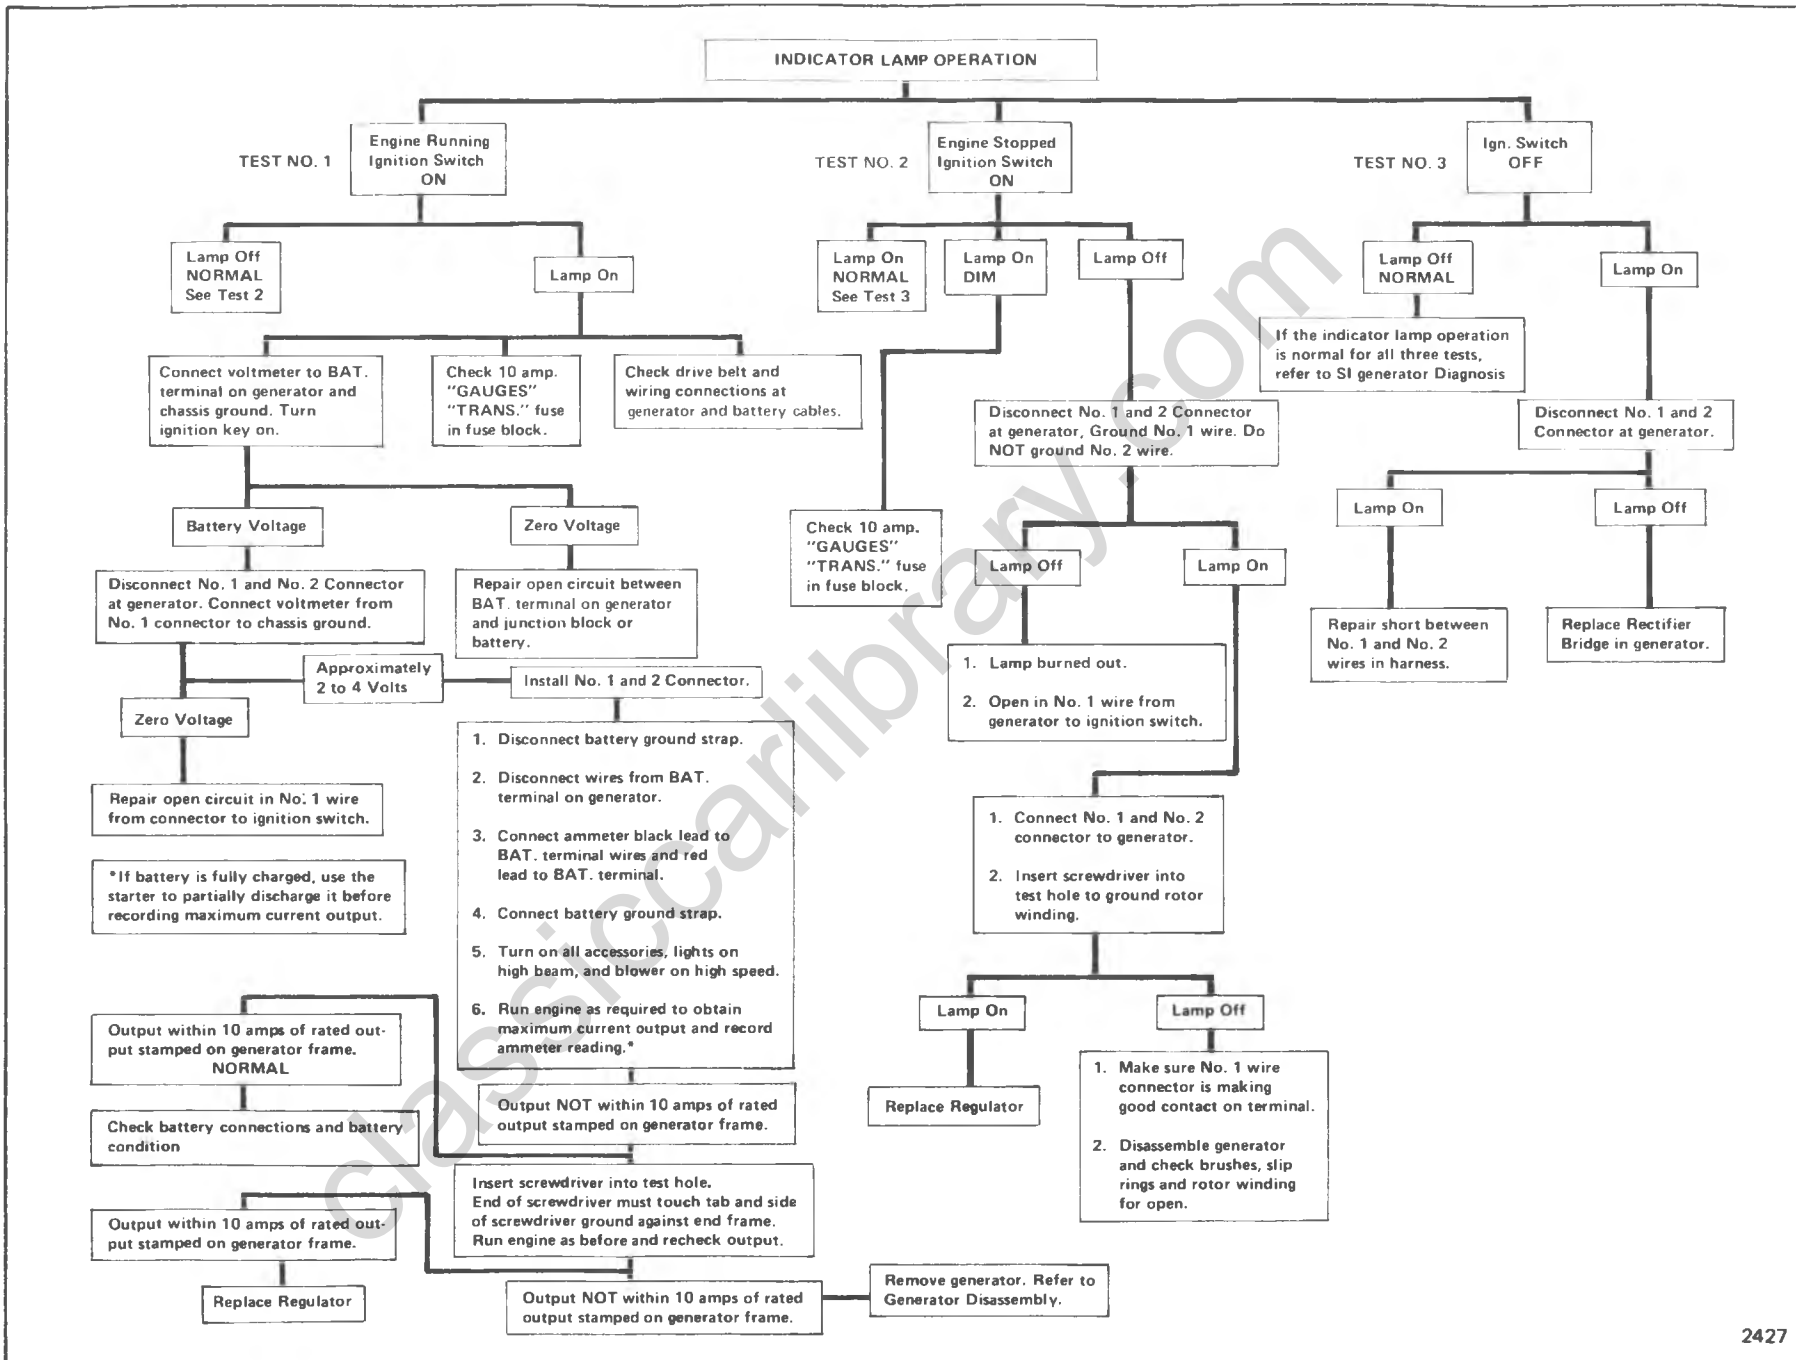 INDICATOR LAMP OPERATION
TEST NO. 1
Engine Running
Ignition Switch
ON
Lamp Off
NORMAL
See Test 2
Lamp On
Connect voltmeter to BAT.
terminal on generator and
chassis ground. Turn
ignition key on.
Check 10 amp.
"GAUGES"
"TRANS." fuse
in fuse block.
Check drive belt and
wiring connections at
generator and battery cables.
Battery Voltage
Zero Voltage
Disconnect No. 1 and No. 2 Connector
at generator. Connect voltmeter from
No. 1 connector to chassis ground.
Repair open circuit between
BAT. terminal on generator
and junction block or
battery.
Approximately
2 to 4 Volts
Install No. 1 and 2 Connector.
Zero Voltage
Repair open circuit in No. 1 wire
from connector to ignition switch.
*If battery is fully charged, use the
starter to partially discharge it before
recording maximum current output.
1. Disconnect battery ground strap.
2. Disconnect wires from BAT.
terminal on generator.
3. Connect ammeter black lead to
BAT. terminal wires and red
lead to BAT. terminal.
4. Connect battery ground strap.
5. Turn on all accessories, lights on
high beam, and blower on high speed.
6. Run engine as required to obtain
maximum current output and record
ammeter reading.*
Output within 10 amps of rated out-
put stamped on generator frame.
NORMAL
Check battery connections and battery
condition
Output NOT within 10 amps of rated
output stamped on generator frame.
Insert screwdriver into test hole.
End of screwdriver must touch tab and side
of screwdriver ground against end frame.
Run engine as before and recheck output.
Output within 10 amps of rated out-
put stamped on generator frame.
Replace Regulator
Output NOT within 10 amps of rated
output stamped on generator frame.
Remove generator. Refer to
Generator Disassembly.
TEST NO. 2
Engine Stopped
Ignition Switch
ON
Lamp On
NORMAL
See Test 3
Lamp On
DIM
Lamp Off
Check 10 amp.
"GAUGES"
"TRANS." fuse
in fuse block.
Disconnect No. 1 and 2 Connector
at generator, Ground No. 1 wire. Do
NOT ground No. 2 wire.
Lamp Off
Lamp On
1. Lamp burned out.
2. Open in No. 1 wire from
generator to ignition switch.
1. Connect No. 1 and No. 2
connector to generator.
2. Insert screwdriver into
test hole to ground rotor
winding.
Lamp On
Lamp Off
Replace Regulator
1. Make sure No. 1 wire
connector is making
good contact on terminal.
2. Disassemble generator
and check brushes, slip
rings and rotor winding
for open.
TEST NO. 3
Ign. Switch
OFF
Lamp Off
NORMAL
Lamp On
If the indicator lamp operation
is normal for all three tests,
refer to SI generator Diagnosis
Disconnect No. 1 and 2
Connector at generator.
Lamp On
Lamp Off
Repair short between
No. 1 and No. 2
wires in harness.
Replace Rectifier
Bridge in generator.
2427
classiccarlibrary.com